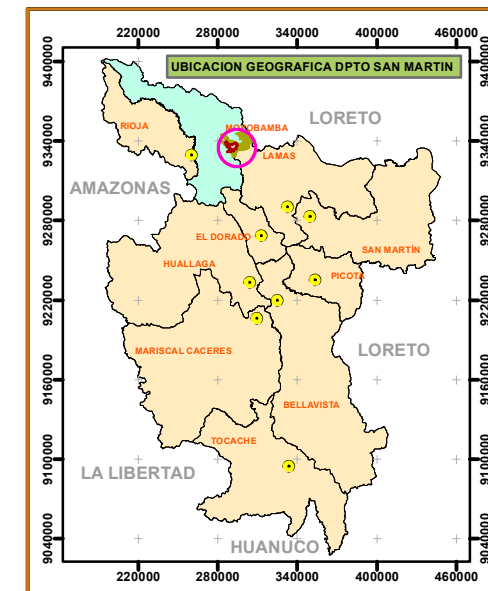 220000 280000 340000 400000 460000
UBICACION GEOGRAFICA DPTO SAN MARTIN
9400000 9400000
LORETO
RIOJA
MOYOBAMBA
9340000 9340000
LAMAS
AMAZONAS
9280000 9280000
EL DORADO
SAN MARTÍN
HUALLAGA
PICOTA
9220000 9220000
MARISCAL CACERES
LORETO
9160000 9160000
BELLAVISTA
TOCACHE
9100000 9100000
LA LIBERTAD
HUANUCO
9040000 9040000
220000 280000 340000 400000 460000